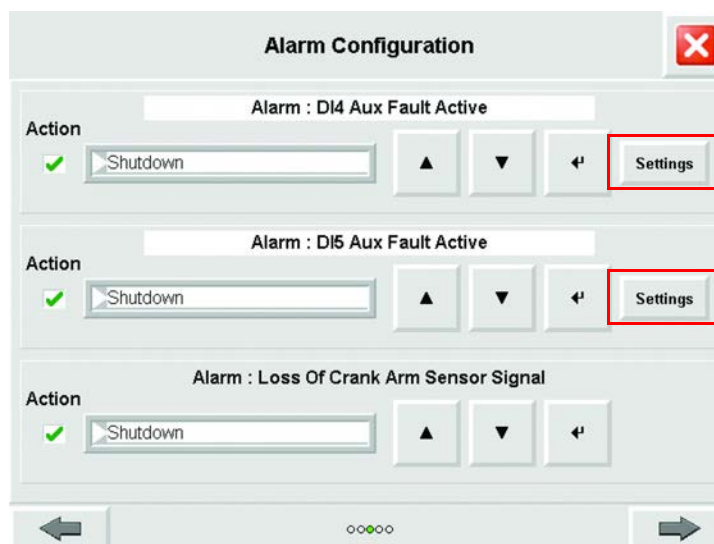 Alarm Configuration
Alarm : DI4 Aux Fault Active
Action
Shutdown
Settings
Alarm : DI5 Aux Fault Active
Action
Shutdown
Settings
Alarm : Loss Of Crank Arm Sensor Signal
Action
Shutdown